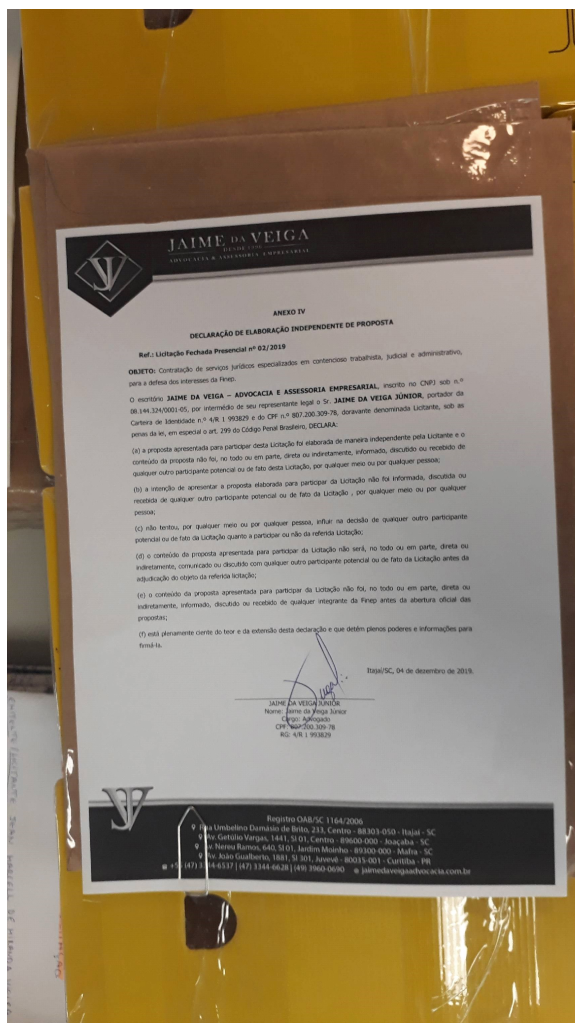 JAIME DA VEIGA
DESDE
ADVOCACIA & ASSESSORIA EMPRESARIAL
ANEXO IV
DECLARAÇÃO DE ELABORAÇÃO INDEPENDENTE DE PROPOSTA
Ref.: Licitação Fechada Presencial nº 02/2019
OBJETO: Contratação de serviços jurídicos especializados em contencioso trabalhista, judicial e administrativo,
para a defesa dos interesses da Finep.
O escritório JAIME DA VEIGA – ADVOCACIA E ASSESSORIA EMPRESARIAL, inscrito no CNPJ sob n.º
08.144.324/0001-05, por intermédio de seu representante legal o Sr. JAIME DA VEIGA JÚNIOR, portador da
Carteira de Identidade n.º 4/R 1 993829 e do CPF n.º 807.200.309-78, doravante denominada Licitante, sob as
penas da lei, em especial o art. 299 do Código Penal Brasileiro, DECLARA:
(a) a proposta apresentada para participar desta Licitação foi elaborada de maneira independente pela Licitante e o
conteúdo da proposta não foi, no todo ou em parte, direta ou indiretamente, informado, discutido ou recebido de
qualquer outro participante potencial ou de fato desta Licitação, por qualquer meio ou por qualquer pessoa;
(b) a intenção de apresentar a proposta elaborada para participar da Licitação não foi informada, discutida ou
recebida de qualquer outro participante potencial ou de fato da Licitação , por qualquer meio ou por qualquer
pessoa;
(c) não tentou, por qualquer meio ou por qualquer pessoa, influir na decisão de qualquer outro participante
potencial ou de fato da Licitação quanto a participar ou não da referida Licitação;
(d) o conteúdo da proposta apresentada para participar da Licitação não será, no todo ou em parte, direta ou
indiretamente, comunicado ou discutido com qualquer outro participante potencial ou de fato da Licitação antes da
adjudicação do objeto da referida licitação;
(e) o conteúdo da proposta apresentada para participar da Licitação não foi, no todo ou em parte, direta ou
indiretamente, informado, discutido ou recebido de qualquer integrante da Finep antes da abertura oficial das
propostas;
(f) está plenamente ciente do teor e da extensão desta declaração e que detém plenos poderes e informações para
firmá-la.
Itajaí/SC, 04 de dezembro de 2019.
JAIME DA VEIGA JÚNIOR
Nome: Jaime da Veiga Júnior
Cargo: Advogado
CPF: 807.200.309-78
RG: 4/R 1 993829
Registro OAB/SC 1164/2006
Rua Umbelino Damásio de Brito, 233, Centro - 88303-050 - Itajaí - SC
Av. Getúlio Vargas, 1441, Sl 01, Centro - 89600-000 - Joaçaba - SC
Av. Nereu Ramos, 640, Sl 01, Jardim Moinho - 89300-000 - Mafra - SC
Av. João Gualberto, 1881, Sl 301, Juvevê - 80035-001 - Curitiba - PR
(47) 3344-6537 | (47) 3344-6628 | (49) 3960-0690 jaimedaveigaadvocacia.com.br